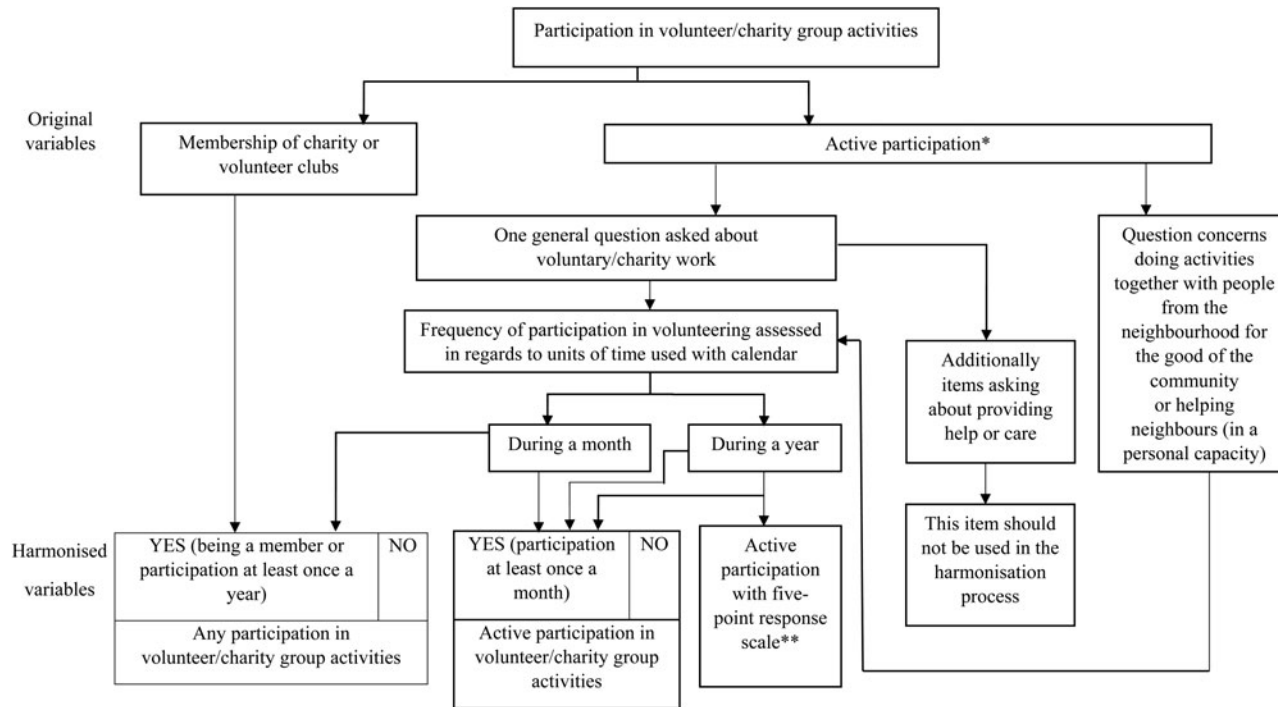 Participation in volunteer/charity group activities
Original
variables
Membership of charity or
volunteer clubs
Active participation*
One general question asked about
voluntary/charity work
Question concerns
doing activities
together with people
from the
neighbourhood for
the good of the
community
or helping
neighbours (in a
personal capacity)
Frequency of participation in volunteering assessed
in regards to units of time used with calendar
Additionally
items asking
about providing
help or care
During a month
During a year
This item should
not be used in the
harmonisation
process
Harmonised
variables
YES (being a member or
participation at least once a
year)
NO
Any participation in
volunteer/charity group activities
YES (participation
at least once a
month)
NO
Active participation in
volunteer/charity group
activities
Active
participation
with five-
point response
scale**